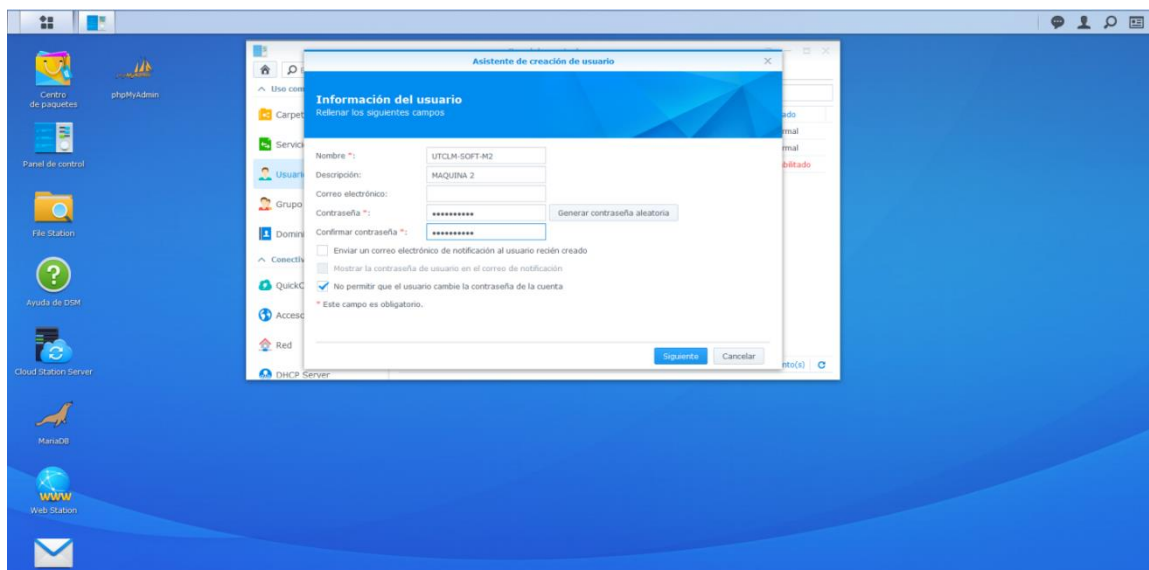 Centro
de paquetes
phpMyAdmin
Panel de control
File Station
Ayuda de DSM
Cloud Station Server
MariaDB
WWW
Web Station
Asistente de creación de usuario
Uso com
Carpet
Servici
Usuari
Grupo
Domini
Conectiv
QuickC
Acceso
Red
DHCP Server
Información del usuario
Rellenar los siguientes campos
Nombre *: UTCLM-SOFT-M2
Descripción: MAQUINA 2
Correo electrónico:
Contraseña *: •••••••••• Generar contraseña aleatoria
Confirmar contraseña *: ••••••••••
Enviar un correo electrónico de notificación al usuario recién creado
Mostrar la contraseña de usuario en el correo de notificación
No permitir que el usuario cambie la contraseña de la cuenta
* Este campo es obligatorio.
Siguiente Cancelar
ado
rmal
rmal
bilitado
nto(s)